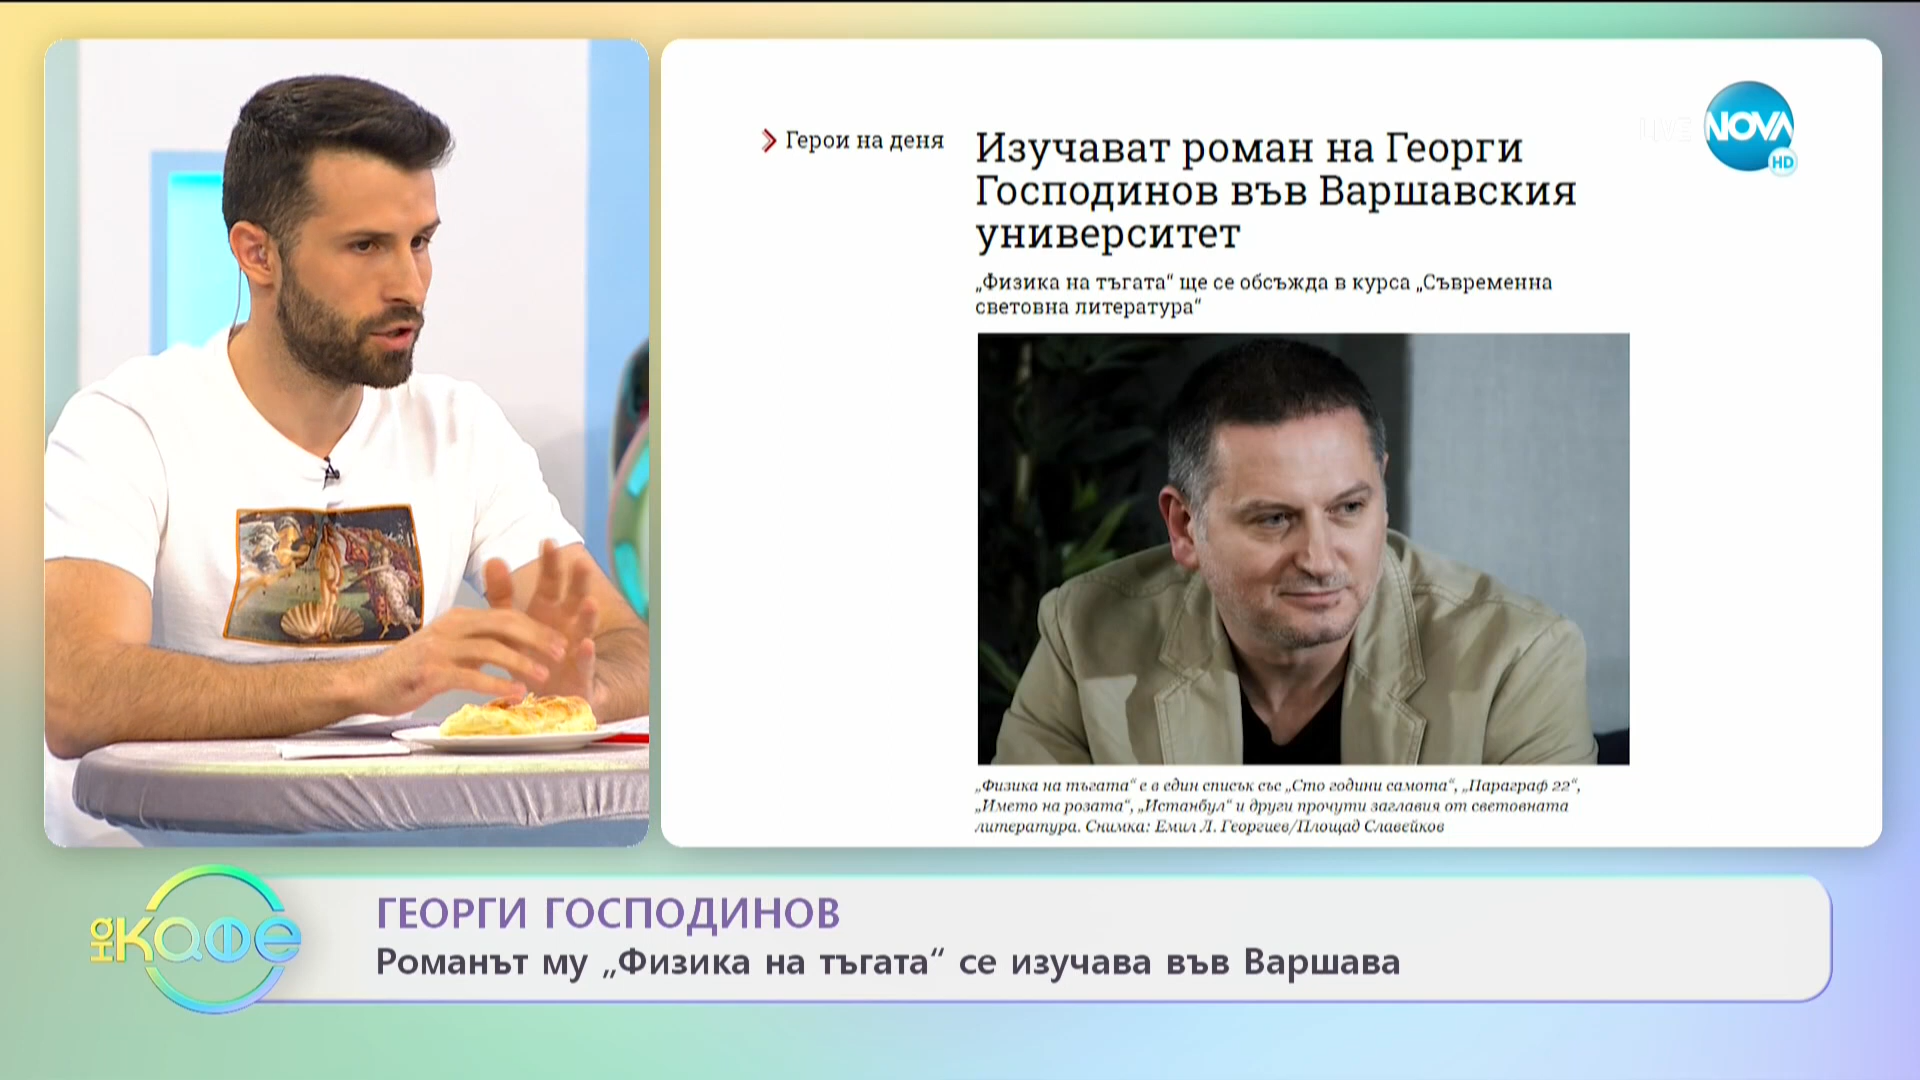 Герои на деня
Изучават роман на Георги
Господинов във Варшавския
университет
„Физика на тъгата“ ще се обсъжда в курса „Съвременна
световна литература“
LIVE
NOVA
HD
„Физика на тъгата“ е в един списък със „Сто години самота“, „Параграф 22“,
„Името на розата“, „Истанбул“ и други прочути заглавия от световната
литература. Снимка: Емил Л. Георгиев/Площад Славейков
на кафе
ГЕОРГИ ГОСПОДИНОВ
Романът му „Физика на тъгата“ се изучава във Варшава